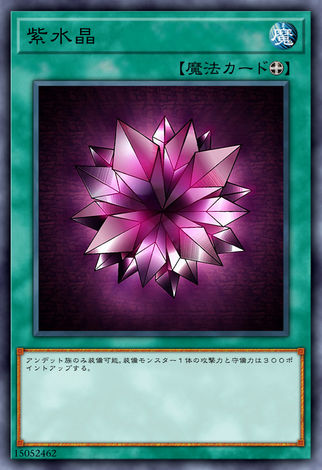 紫水晶
魔
【魔法カード】
アンデット族のみ装備可能。装備モンスター1体の攻撃力と守備力は300ポ
イントアップする。
15052462